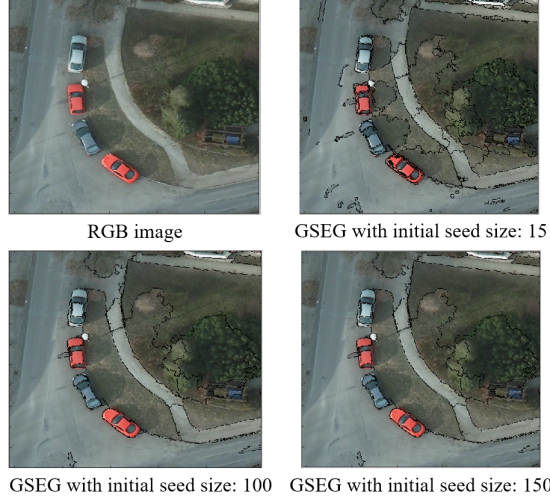 RGB image
GSEG with initial seed size: 15
GSEG with initial seed size: 100
GSEG with initial seed size: 150